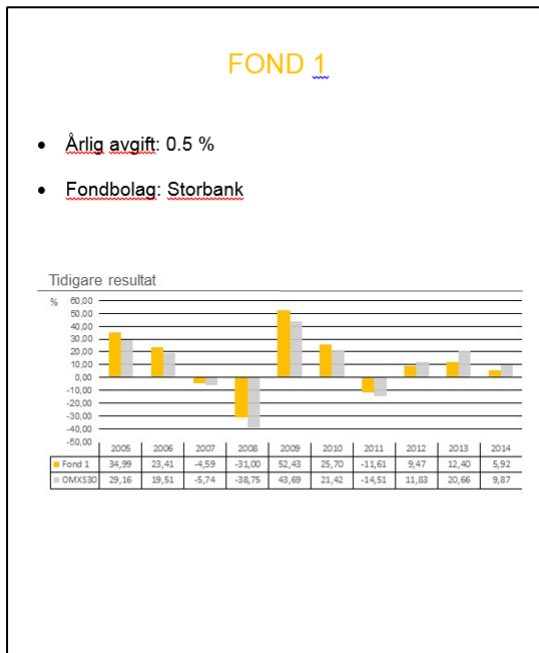 FOND 1
• Årlig avgift: 0.5 %
• Fondbolag: Storbank
Tidigare resultat
%
60,00
50,00
40,00
30,00
20,00
10,00
0,00
-10,00
-20,00
-30,00
-40,00
-50,00
2005 2006 2007 2008 2009 2010 2011 2012 2013 2014
Fond 1 34,99 23,41 -4,59 -31,00 52,43 25,70 -11,61 9,47 12,40 5,92
OMXS30 29,16 19,51 -5,74 -38,75 43,69 21,42 -14,51 11,83 20,66 9,87